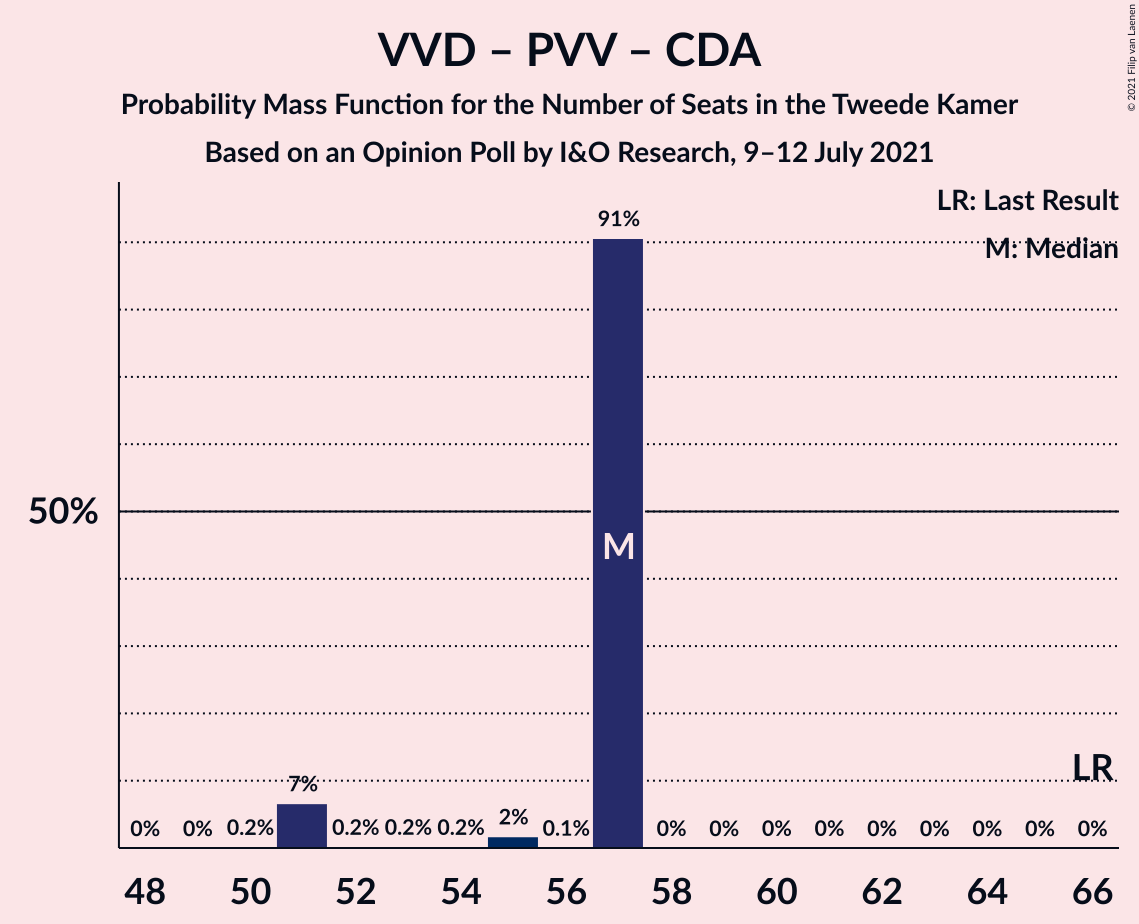 VVD – PVV – CDA
Probability Mass Function for the Number of Seats in the Tweede Kamer
Based on an Opinion Poll by I&O Research, 9–12 July 2021
© 2021 Filip van Laenen
LR: Last Result
M: Median
91%
50%
M
LR
7%
0% 0% 0.2% 0.2% 0.2% 0.2% 2% 0.1% 0% 0% 0% 0% 0% 0% 0% 0% 0%
48 50 52 54 56 58 60 62 64 66